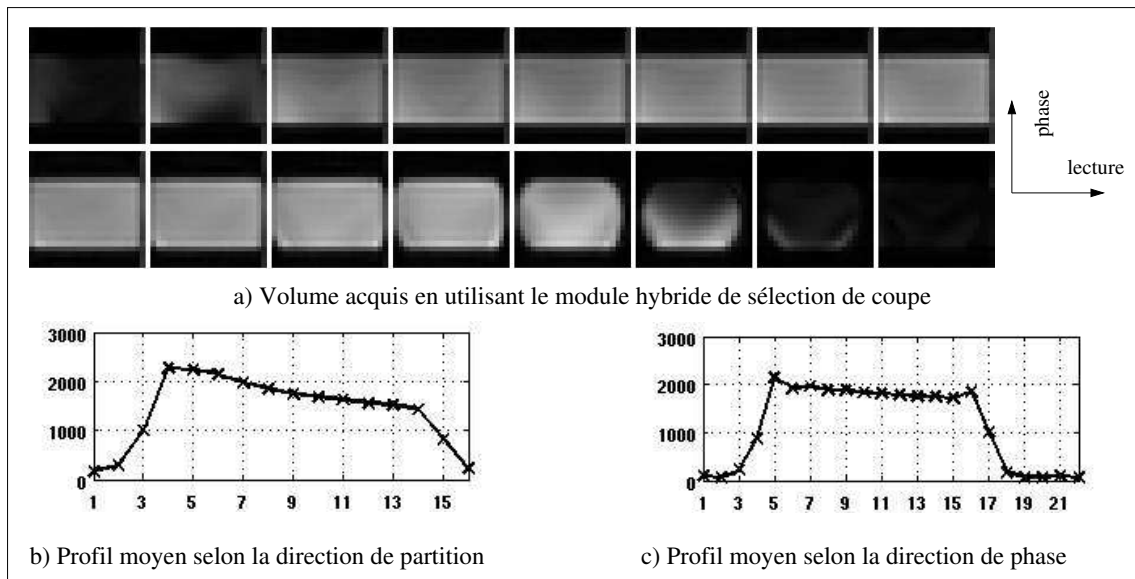 phase
lecture
a) Volume acquis en utilisant le module hybride de sélection de coupe
3000
2000
1000
0
1 3 5 7 9 11 13 15
b) Profil moyen selon la direction de partition
3000
2000
1000
0
1 3 5 7 9 11 13 15 17 19 21
c) Profil moyen selon la direction de phase